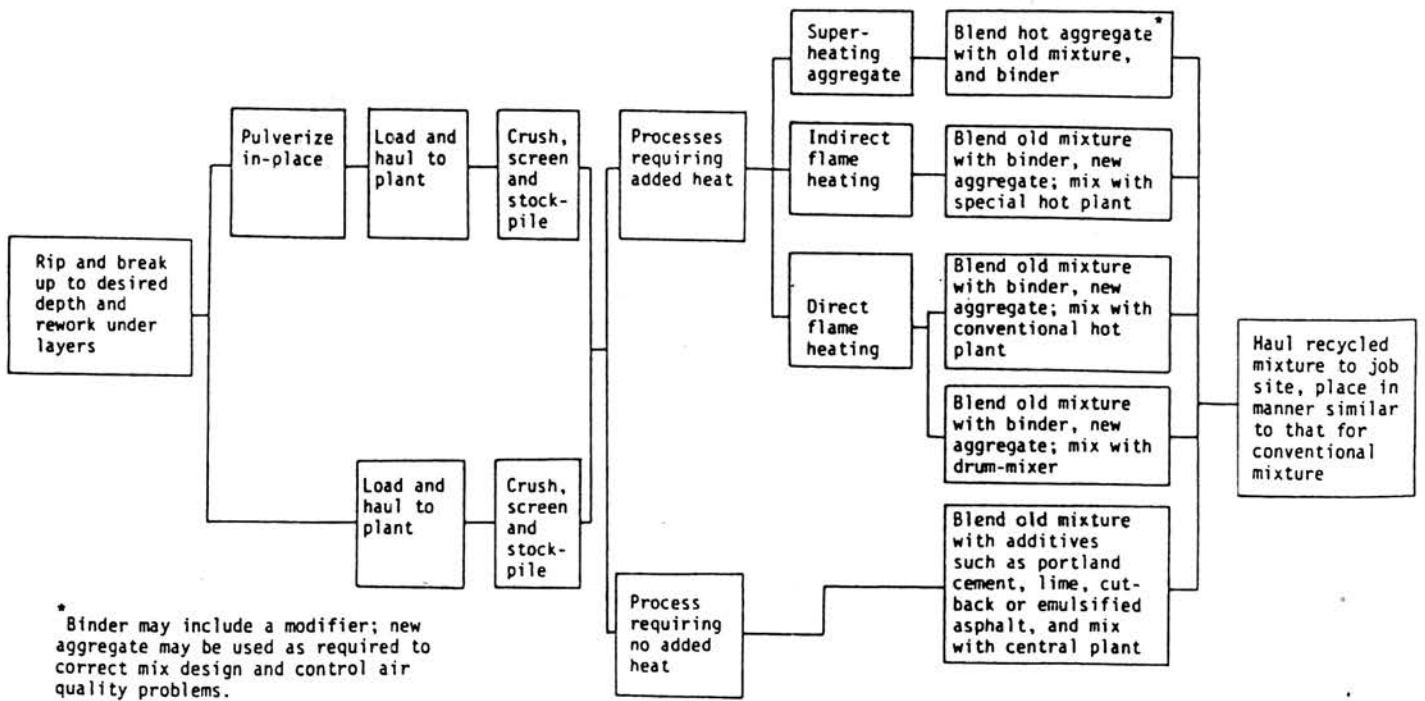 Rip and break
up to desired
depth and
rework under
layers
Pulverize
in-place
Load and
haul to
plant
Crush,
screen
and
stock-
pile
Load and
haul to
plant
Crush,
screen
and
stock-
pile
Processes
requiring
added heat
Process
requiring
no added
heat
Super-
heating
aggregate
Indirect
flame
heating
Direct
flame
heating
Blend hot aggregate*
with old mixture,
and binder
Blend old mixture
with binder, new
aggregate; mix with
special hot plant
Blend old mixture
with binder, new
aggregate; mix with
conventional hot
plant
Blend old mixture
with binder, new
aggregate; mix with
drum-mixer
Blend old mixture
with additives
such as portland
cement, lime, cut-
back or emulsified
asphalt, and mix
with central plant
Haul recycled
mixture to job
site, place in
manner similar
to that for
conventional
mixture
*Binder may include a modifier; new
aggregate may be used as required to
correct mix design and control air
quality problems.